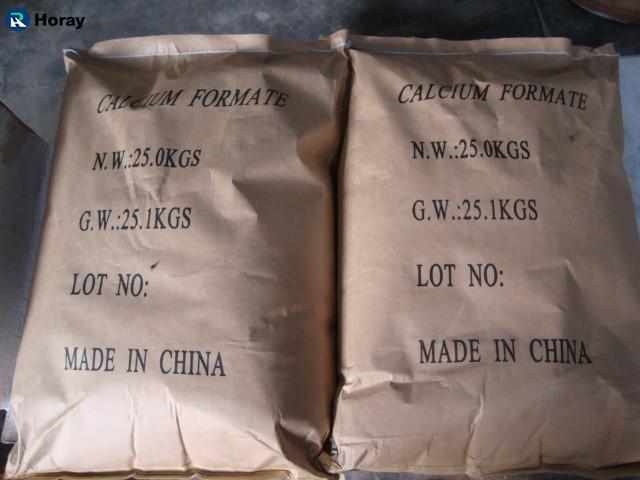 Horay
CALCIUM FORMATE
N.W.:25.0KGS
G.W.:25.1KGS
LOT NO:
MADE IN CHINA
CALCIUM FORMATE
N.W.:25.0KGS
G.W.:25.1KGS
LOT NO:
MADE IN CHINA